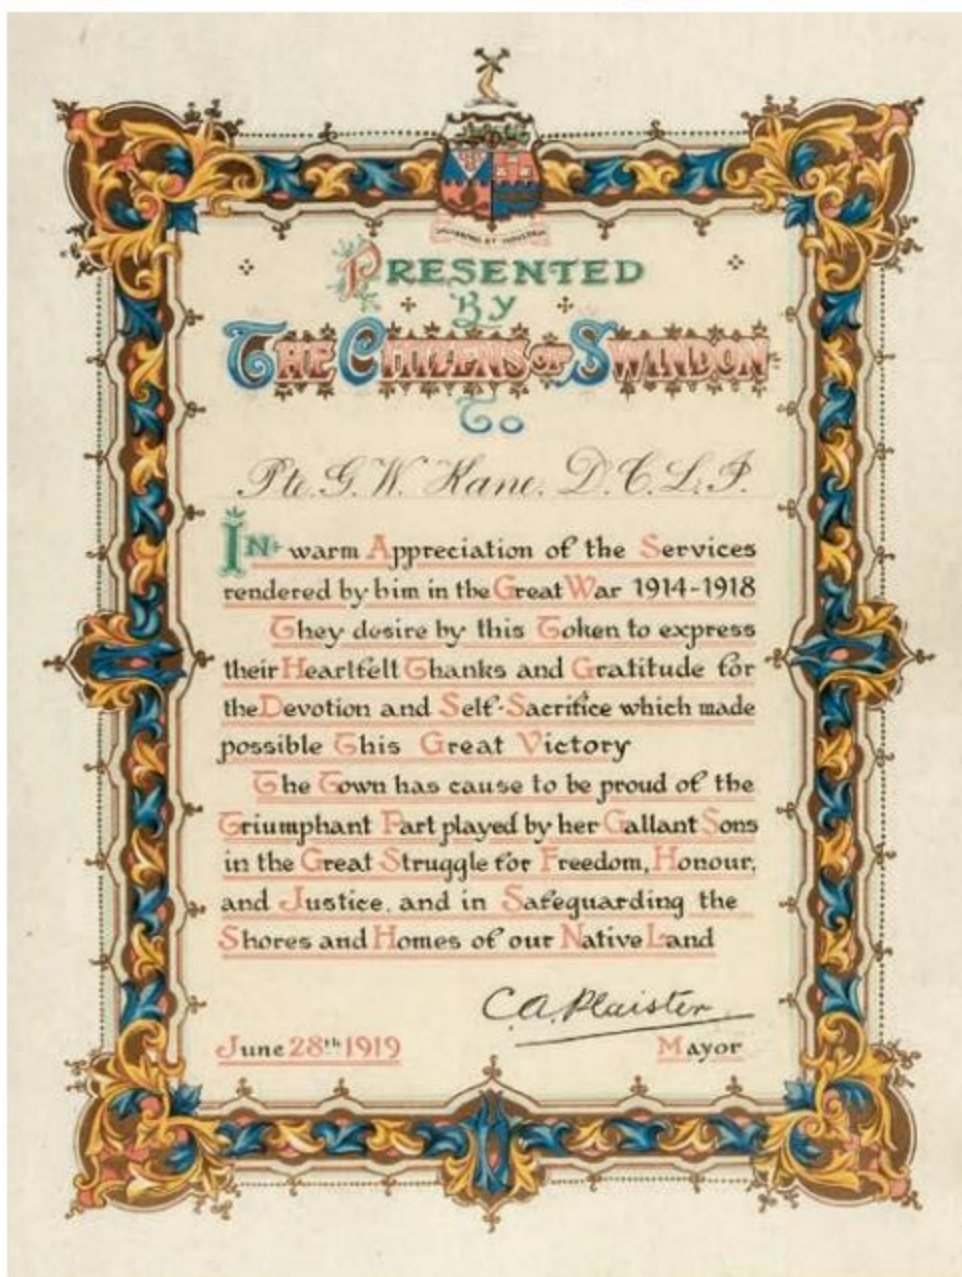 SALUBRITAS ET INDUSTRIA
PRESENTED
BY
THE CITIZENS OF SWINDON
To
Pte. G. W. Kane. D. C. L. I.
IN warm Appreciation of the Services
rendered by him in the Great War 1914-1918
They desire by this Token to express
their Heartfelt Thanks and Gratitude for
the Devotion and Self-Sacrifice which made
possible This Great Victory
The Town has cause to be proud of the
Triumphant Part played by her Gallant Sons
in the Great Struggle for Freedom, Honour,
and Justice, and in Safeguarding the
Shores and Homes of our Native Land
C. A. Plaister
June 28th 1919
Mayor